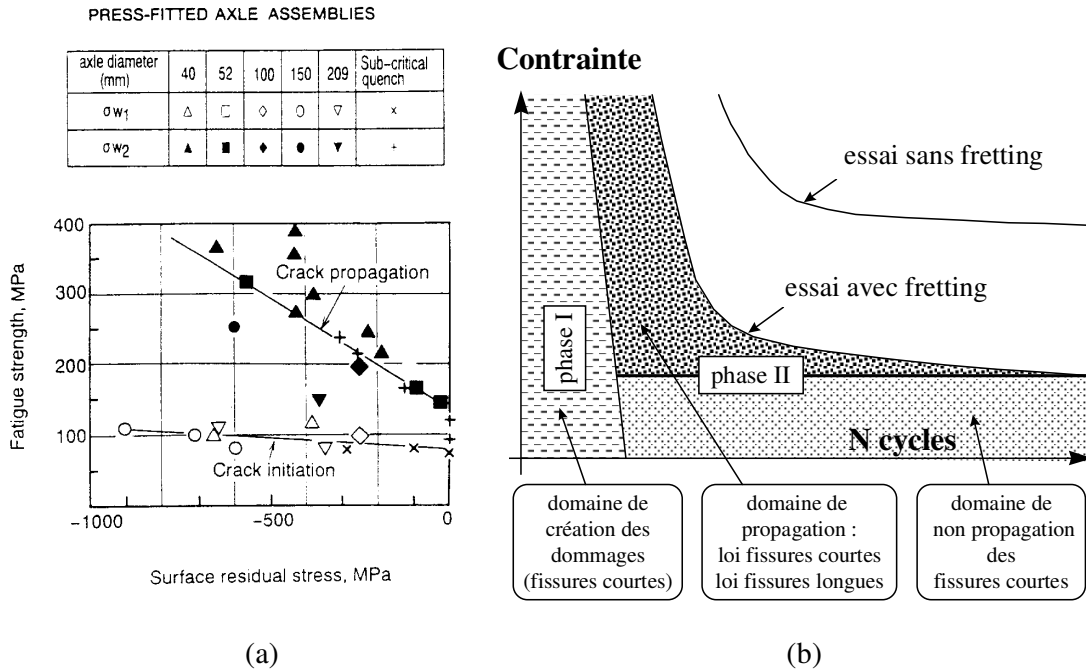 PRESS-FITTED AXLE ASSEMBLIES
axle diameter (mm) 40 52 100 150 209 Sub-critical quench
σw1 △ □ ◇ ○ ▽ ×
σw2 ▲ ■ ◆ ● ▼ +
Fatigue strength, MPa
400
300
200
100
Crack propagation
Crack initiation
-1000 -500 0
Surface residual stress, MPa
(a)
Contrainte
essai sans fretting
essai avec fretting
phase I
phase II
N cycles
domaine de
création des
dommages
(fissures courtes)
domaine de
propagation :
loi fissures courtes
loi fissures longues
domaine de
non propagation
des
fissures courtes
(b)